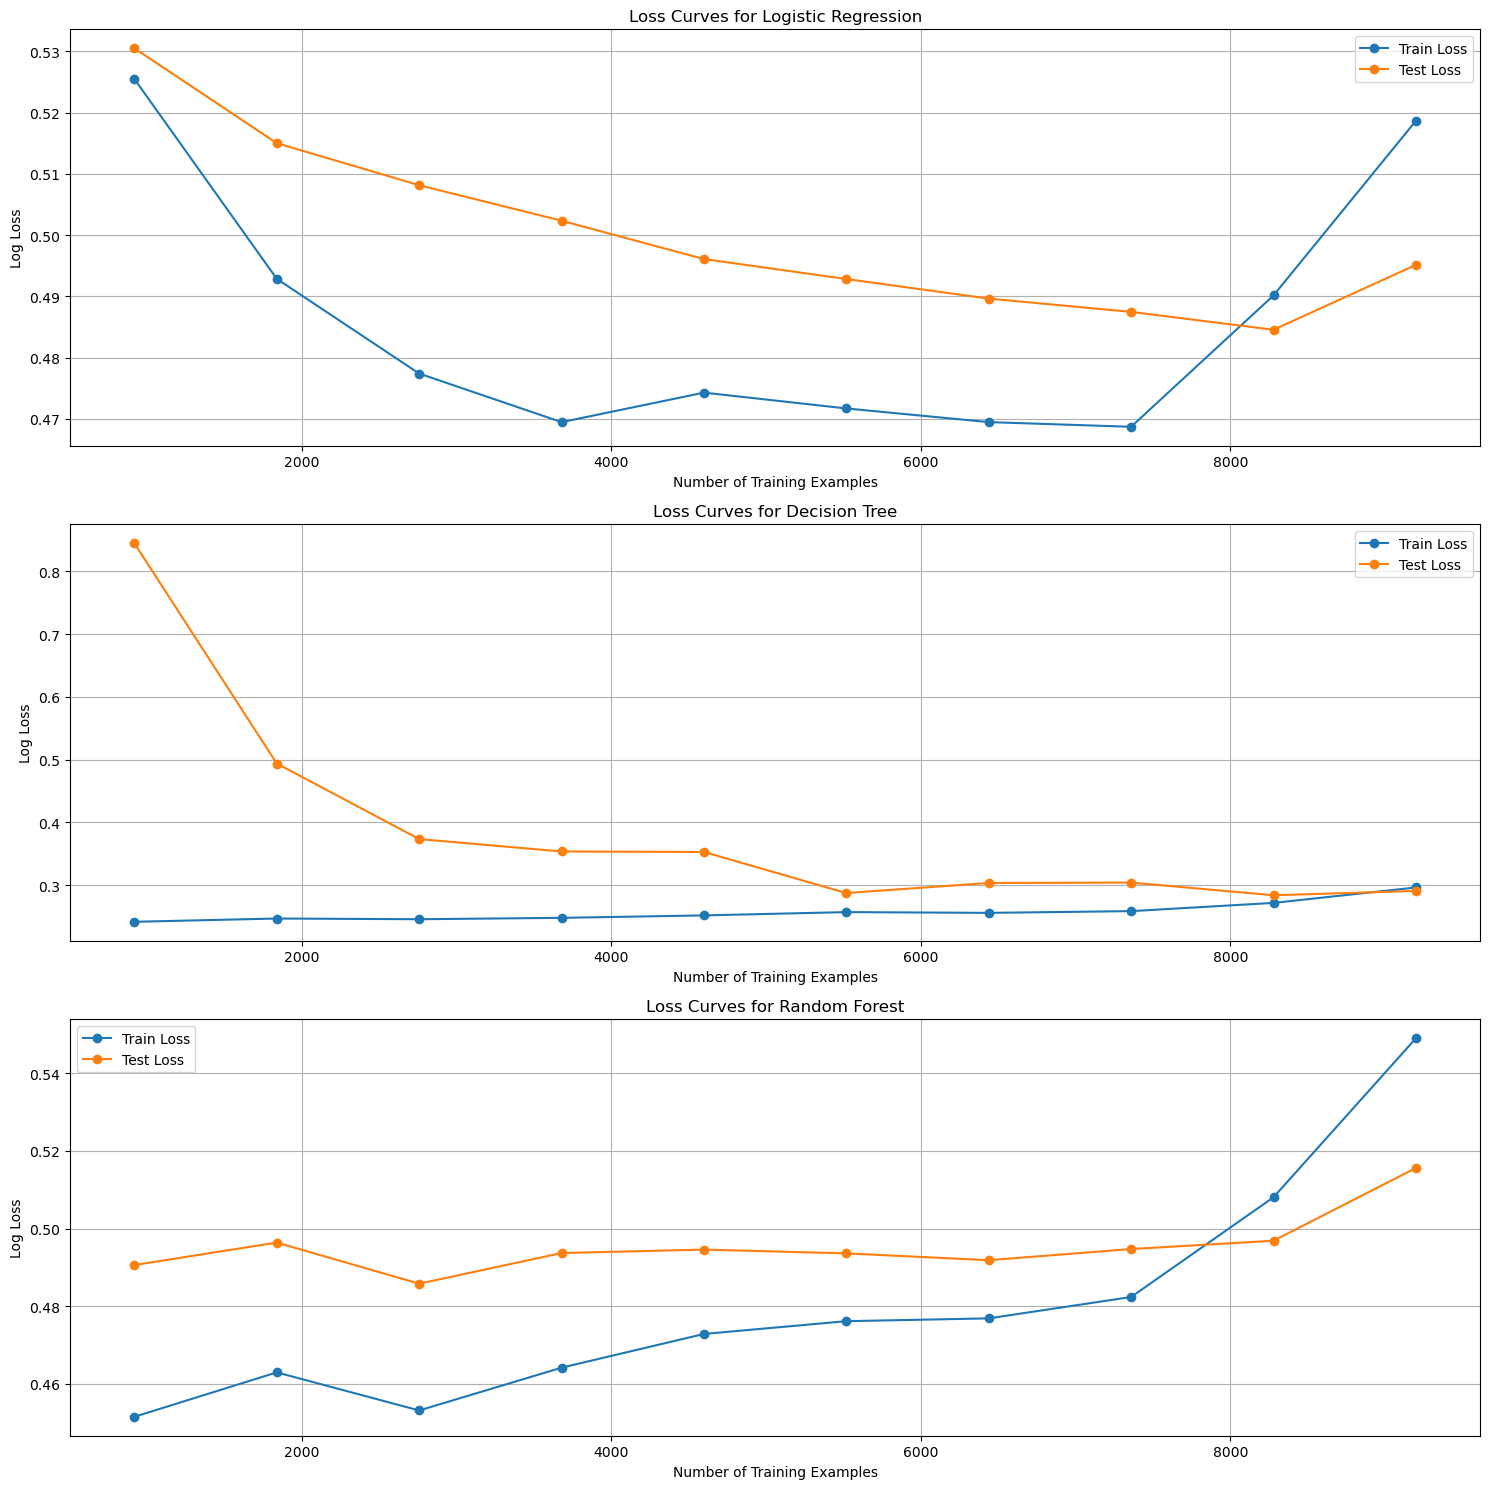 Loss Curves for Logistic Regression
Train Loss
Test Loss
0.53
0.52
0.51
0.50
0.49
0.48
0.47
Log Loss
2000 4000 6000 8000
Number of Training Examples
Loss Curves for Decision Tree
Train Loss
Test Loss
0.8
0.7
0.6
0.5
0.4
0.3
Log Loss
2000 4000 6000 8000
Number of Training Examples
Loss Curves for Random Forest
Train Loss
Test Loss
0.54
0.52
0.50
0.48
0.46
Log Loss
2000 4000 6000 8000
Number of Training Examples